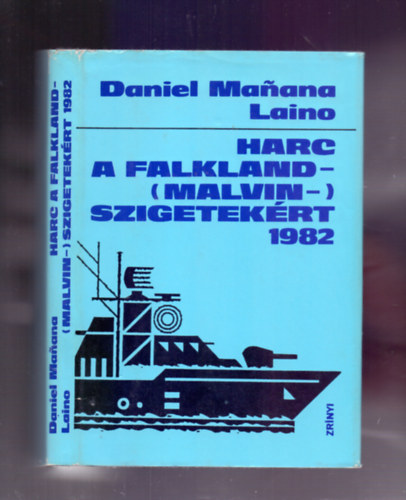 Daniel Mañana
Laino
HARC
A FALKLAND-
(MALVIN-)
SZIGETEKÉRT
1982
ZRÍNYI
Daniel Mañana
Laino
HARC A FALKLAND-
(MALVIN-) SZIGETEKÉRT 1982